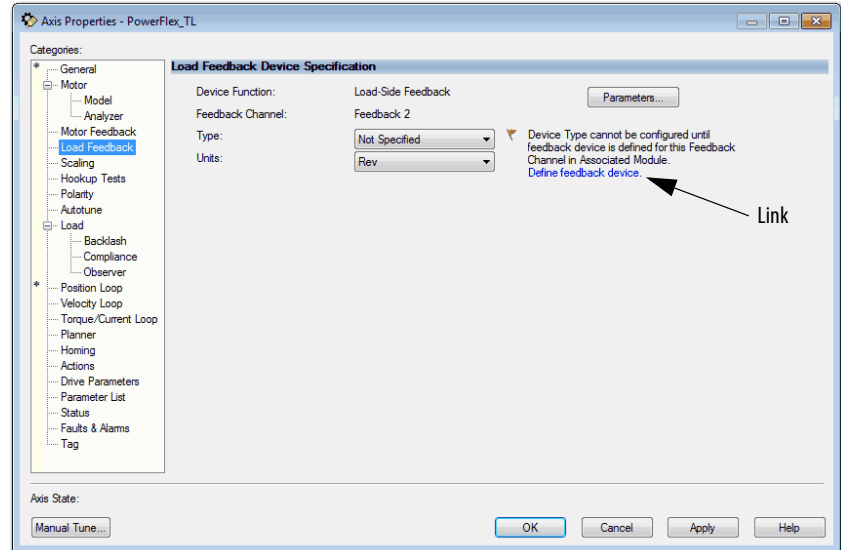 Axis Properties - PowerFlex_TL
Categories:
* General
Motor
Model
Analyzer
Motor Feedback
Load Feedback
Scaling
Hookup Tests
Polarity
Autotune
Load
Backlash
Compliance
Observer
* Position Loop
Velocity Loop
Torque/Current Loop
Planner
Homing
Actions
Drive Parameters
Parameter List
Status
Faults & Alarms
Tag
Load Feedback Device Specification
Device Function: Load-Side Feedback
Parameters...
Feedback Channel: Feedback 2
Type: Not Specified
Units: Rev
Device Type cannot be configured until
feedback device is defined for this Feedback
Channel in Associated Module.
Define feedback device.
Link
Axis State:
Manual Tune... OK Cancel Apply Help